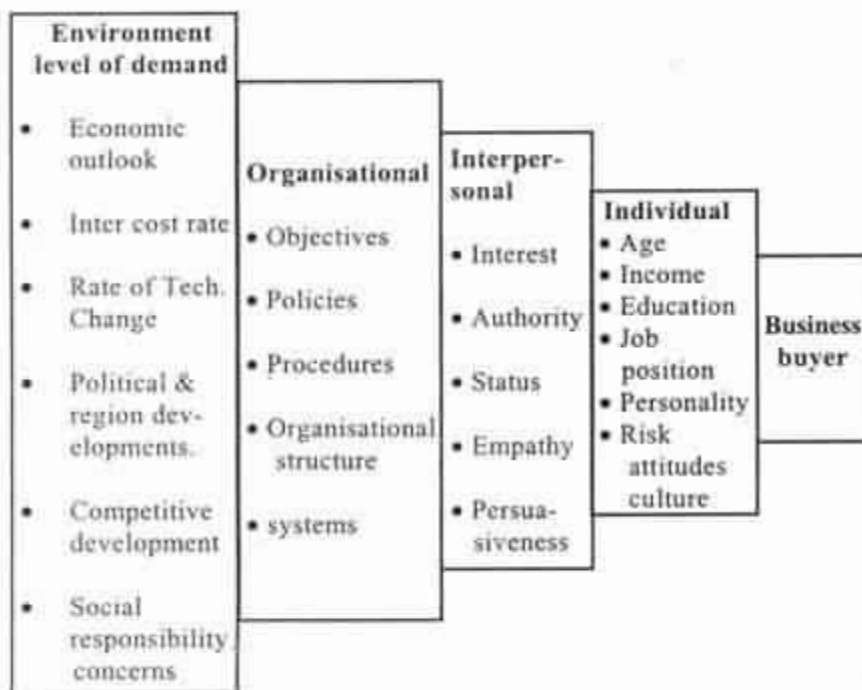 Environment
level of demand
• Economic
outlook
• Inter cost rate
• Rate of Tech.
Change
• Political &
region dev-
elopments.
• Competitive
development
• Social
responsibility
concerns
Organisational
• Objectives
• Policies
• Procedures
• Organisational
structure
• systems
Interper-
sonal
• Interest
• Authority
• Status
• Empathy
• Persua-
siveness
Individual
• Age
• Income
• Education
• Job
position
• Personality
• Risk
attitudes
culture
Business
buyer